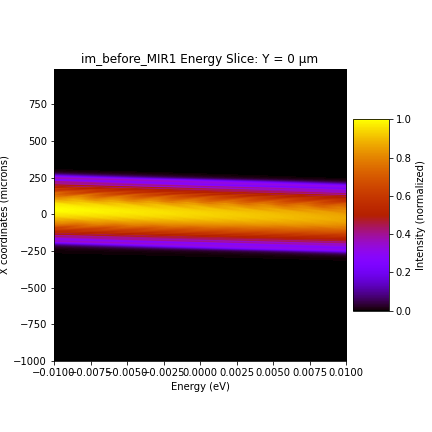 im_before_MIR1 Energy Slice: Y = 0 µm
750
500
250
0
−250
−500
−750
−1000
X coordinates (microns)
−0.0100 −0.0075 −0.0050 −0.0025 0.0000 0.0025 0.0050 0.0075 0.0100
Energy (eV)
1.0
0.8
0.6
0.4
0.2
0.0
Intensity (normalized)